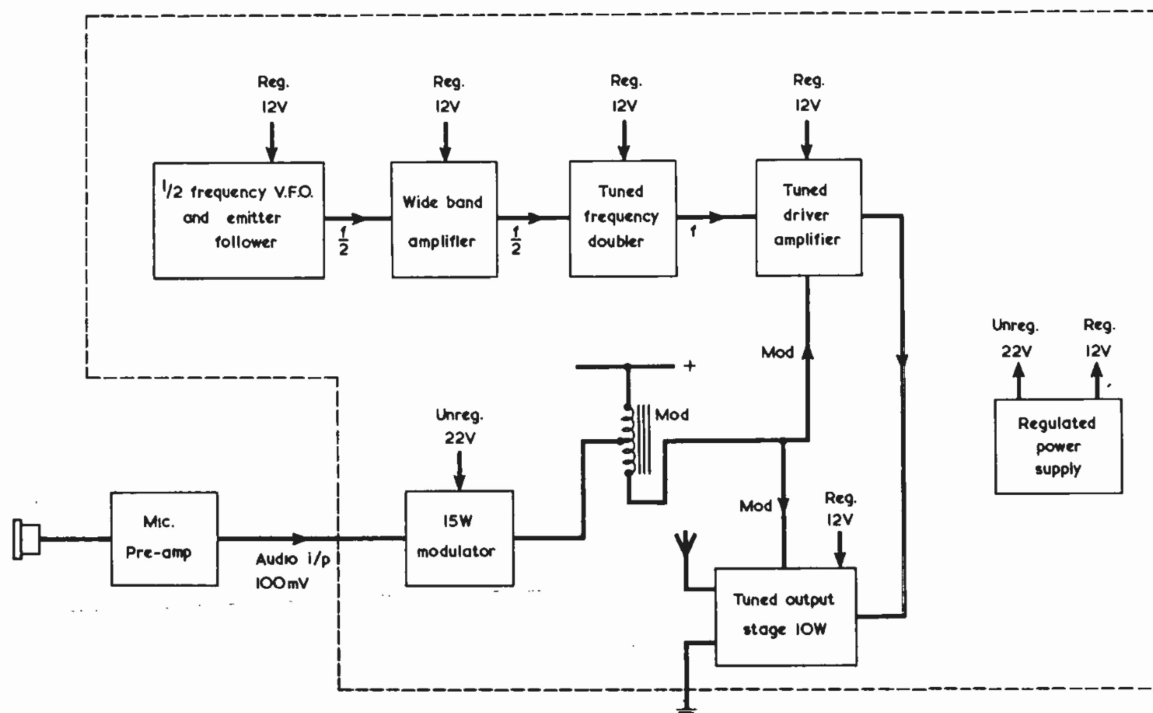 Reg.
12V
Reg.
12V
Reg.
12V
Reg.
12V
1/2 frequency V.F.O.
and emitter
follower
f/2
Wide band
amplifier
f/2
Tuned
frequency
doubler
f
Tuned
driver
amplifier
Mod
Unreg.
22V
Reg.
12V
Regulated
power
supply
+
Mod
Unreg.
22V
Mic.
Pre-amp
Audio i/p
100mV
15W
modulator
Mod
Reg.
12V
Tuned output
stage 10W